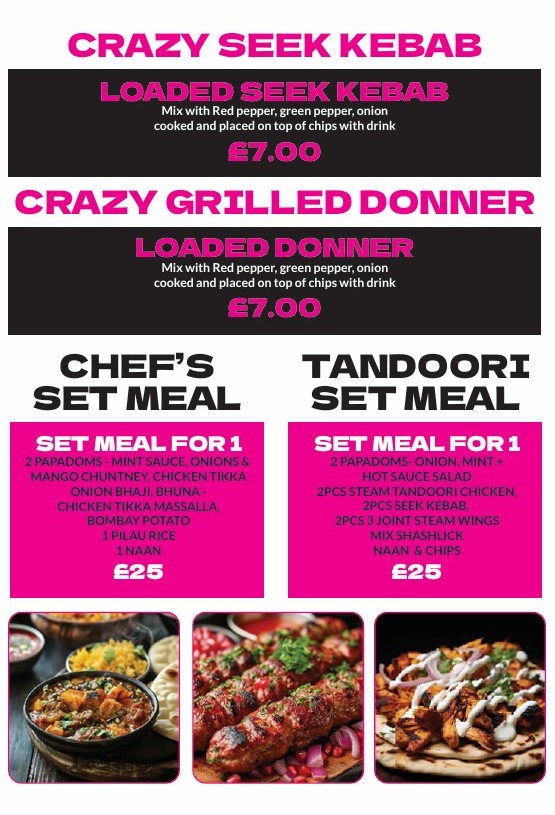 CRAZY SEEK KEBAB
LOADED SEEK KEBAB
Mix with Red pepper, green pepper, onion
cooked and placed on top of chips with drink
£7.00
CRAZY GRILLED DONNER
LOADED DONNER
Mix with Red pepper, green pepper, onion
cooked and placed on top of chips with drink
£7.00
CHEF'S
SET MEAL
SET MEAL FOR 1
2 PAPADOMS - MINT SAUCE, ONIONS &
MANGO CHUNTNEY, CHICKEN TIKKA
ONION BHAJI, BHUNA -
CHICKEN TIKKA MASSALLA,
BOMBAY POTATO
1 PILAU RICE
1 NAAN
£25
TANDOORI
SET MEAL
SET MEAL FOR 1
2 PAPADOMS- ONION, MINT +
HOT SAUCE SALAD
2PCS STEAM TANDOORI CHICKEN,
2PCS SEEK KEBAB,
2PCS 3 JOINT STEAM WINGS
MIX SHASHLICK
NAAN & CHIPS
£25